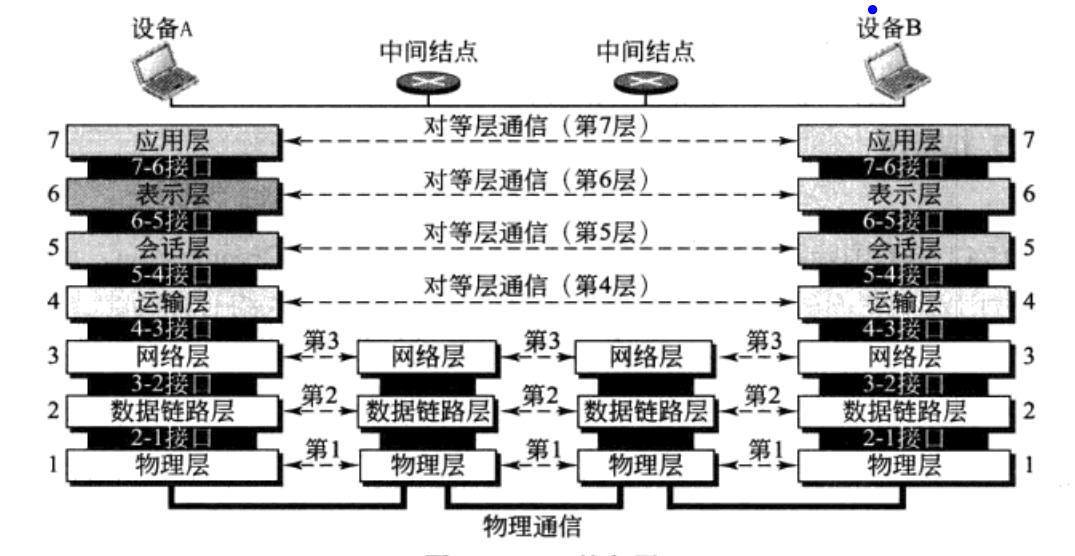 设备A
设备B
中间结点
中间结点
7 应用层 对等层通信（第7层） 应用层 7
7-6接口 7-6接口
6 表示层 对等层通信（第6层） 表示层 6
6-5接口 6-5接口
5 会话层 对等层通信（第5层） 会话层 5
5-4接口 5-4接口
4 运输层 对等层通信（第4层） 运输层 4
4-3接口 4-3接口
3 网络层 第3 网络层 第3 网络层 第3 网络层 3
3-2接口 3-2接口
2 数据链路层 第2 数据链路层 第2 数据链路层 第2 数据链路层 2
2-1接口 2-1接口
1 物理层 第1 物理层 第1 物理层 第1 物理层 1
物理通信